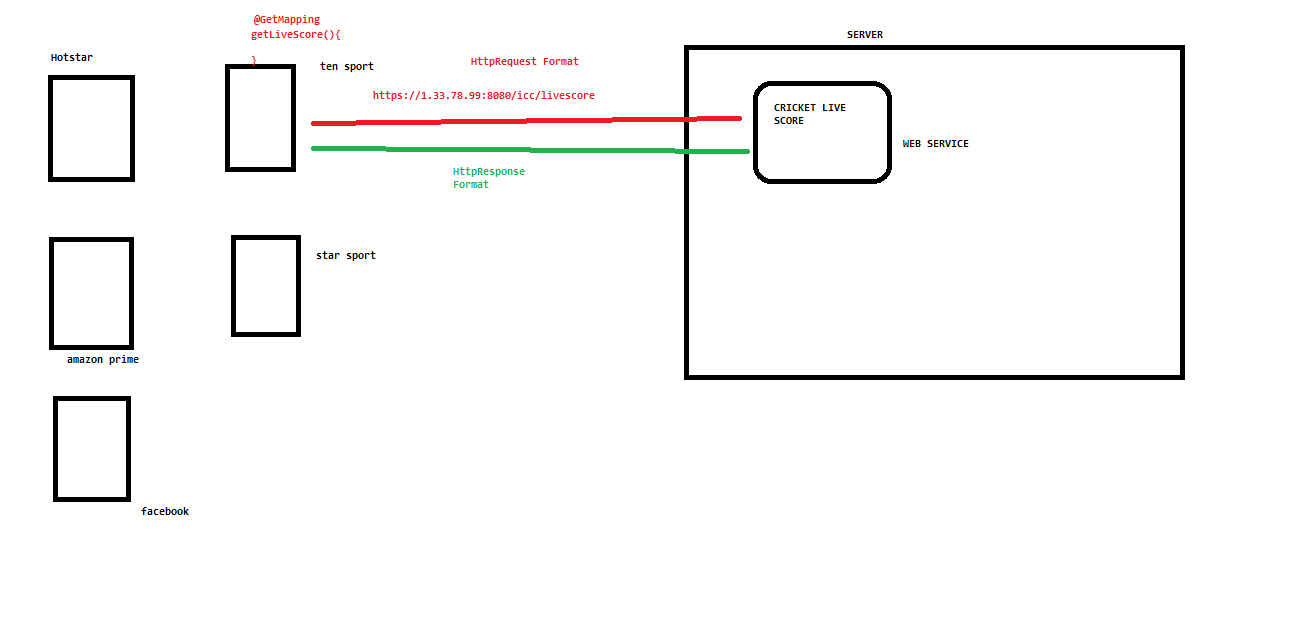 @GetMapping
getLiveScore(){
}
Hotstar
ten sport
HttpRequest Format
https://1.33.78.99:8080/icc/livescore
HttpResponse
Format
SERVER
CRICKET LIVE
SCORE
WEB SERVICE
star sport
amazon prime
facebook